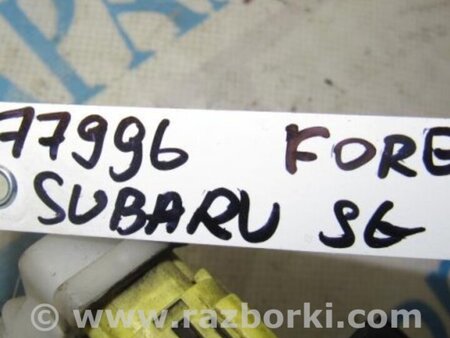 77996 FORE
SUBARU SG
© www.razborki.com